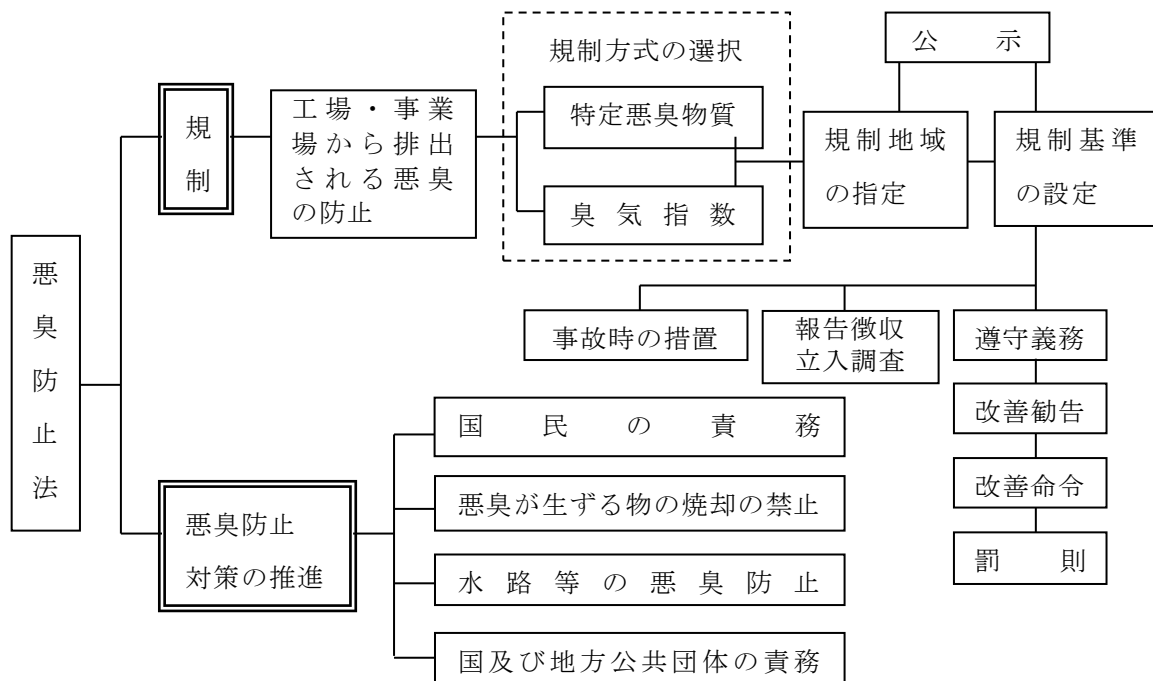 公示
規制方式の選択
規制
工場・事業
場から排出
される悪臭
の防止
特定悪臭物質
臭気指数
規制地域
の指定
規制基準
の設定
悪臭防止法
事故時の措置
報告徴収
立入調査
遵守義務
改善勧告
改善命令
罰則
悪臭防止
対策の推進
国民の責務
悪臭が生ずる物の焼却の禁止
水路等の悪臭防止
国及び地方公共団体の責務